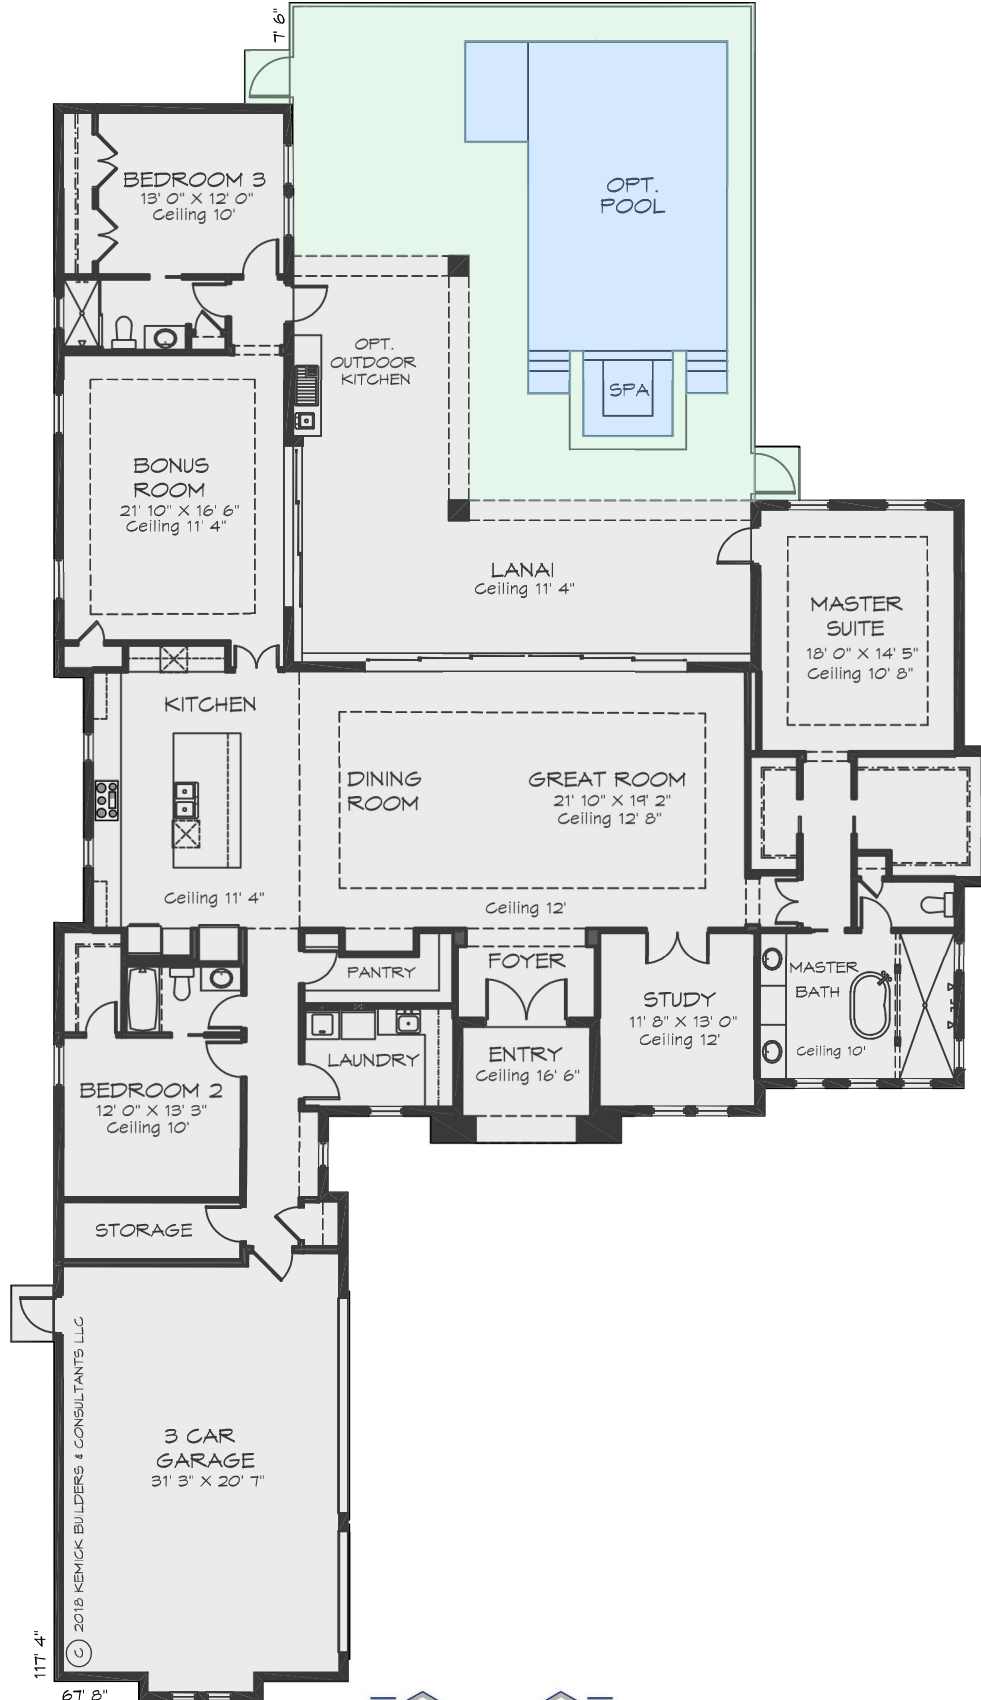 7' 6"
OPT.
POOL
BEDROOM 3
13' 0" X 12' 0"
Ceiling 10'
OPT.
OUTDOOR
KITCHEN
SPA
BONUS
ROOM
21' 10" X 16' 6"
Ceiling 11' 4"
LANAI
Ceiling 11' 4"
MASTER
SUITE
18' 0" X 14' 5"
Ceiling 10' 8"
KITCHEN
DINING
ROOM
GREAT ROOM
21' 10" X 19' 2"
Ceiling 12' 8"
Ceiling 11' 4"
Ceiling 12'
PANTRY
FOYER
MASTER
BATH
Ceiling 10'
STUDY
11' 8" X 13' 0"
Ceiling 12'
LAUNDRY
ENTRY
Ceiling 16' 6"
BEDROOM 2
12' 0" X 13' 3"
Ceiling 10'
STORAGE
3 CAR
GARAGE
31' 3" X 20' 7"
© 2018 KEMICK BUILDERS & CONSULTANTS LLC
117' 4"
67' 8"